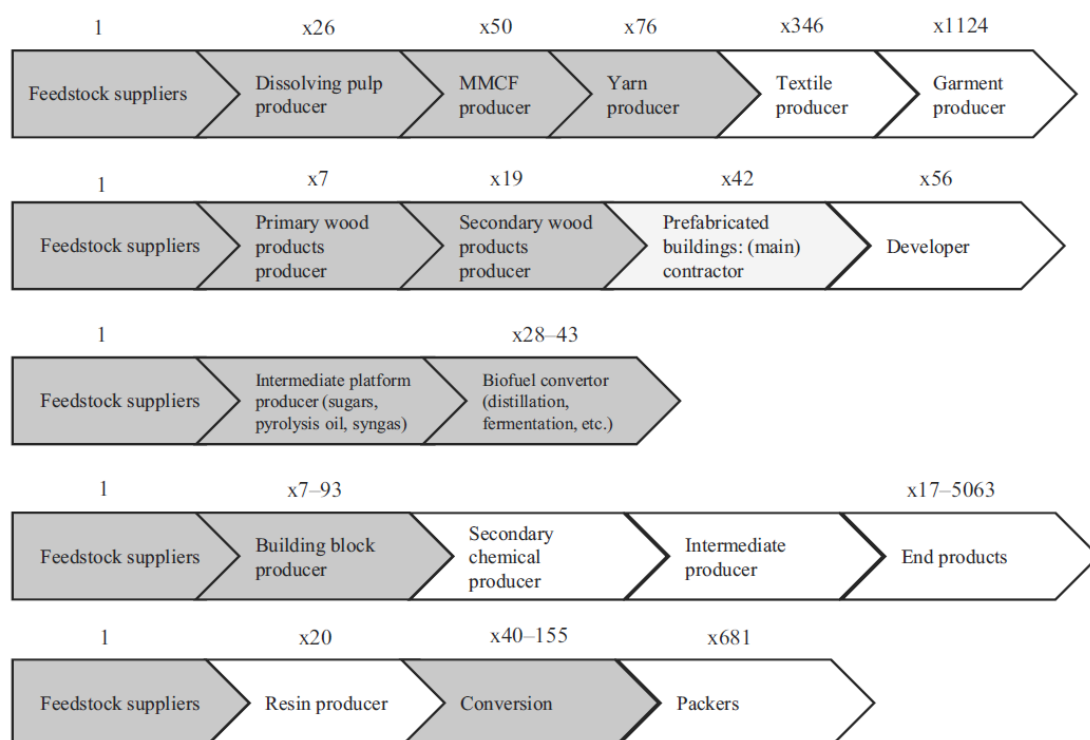 1 x26 x50 x76 x346 x1124
Feedstock suppliers
Dissolving pulp
producer
MMCF
producer
Yarn
producer
Textile
producer
Garment
producer
1 x7 x19 x42 x56
Feedstock suppliers
Primary wood
products
producer
Secondary wood
products
producer
Prefabricated
buildings: (main)
contractor
Developer
1 x28–43
Feedstock suppliers
Intermediate platform
producer (sugars,
pyrolysis oil, syngas)
Biofuel convertor
(distillation,
fermentation, etc.)
1 x7–93 x17–5063
Feedstock suppliers
Building block
producer
Secondary
chemical
producer
Intermediate
producer
End products
1 x20 x40–155 x681
Feedstock suppliers
Resin producer
Conversion
Packers